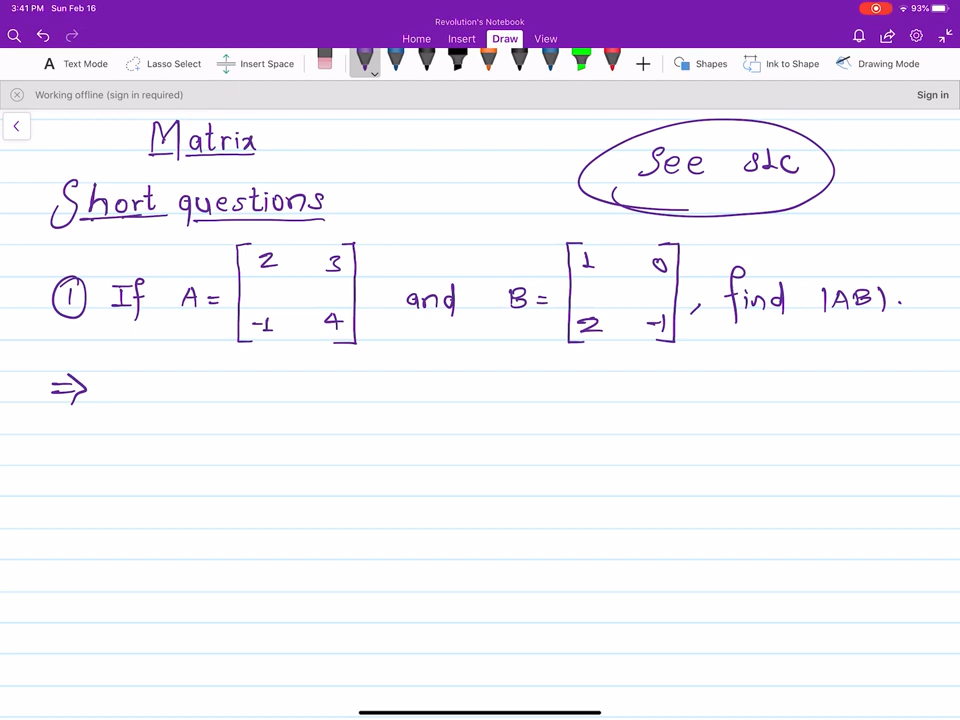 3:41 PM Sun Feb 16
93%
Revolution's Notebook
Home Insert Draw View
Text Mode Lasso Select Insert Space Shapes Ink to Shape Drawing Mode
Working offline (sign in required) Sign in
Matrix
See SLC
Short questions
① If A = [ 2 3
-1 4 ] and B = [ 1 0
2 -1 ], find |AB|.
⇒